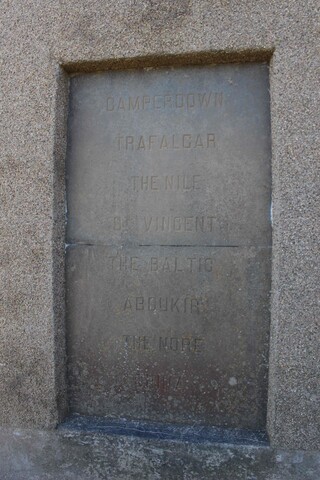 CAMPERDOWN
TRAFALGAR
THE NILE
ST VINCENT
THE BALTIC
ABOUKIR
THE NORE